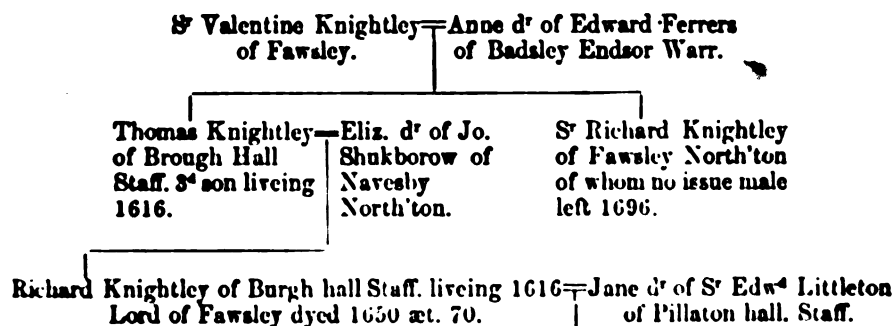 Sr Valentine Knightley=Anne dr of Edward Ferrers
of Fawsley. of Badsley Endsor Warr.
Thomas Knightley=Eliz. dr of Jo. Sr Richard Knightley
of Brough Hall Shukborow of of Fawsley North'ton
Staff. 3d son liveing Navesby of whom no issue male
1616. North'ton. left 1696.
Richard Knightley of Burgh hall Staff. liveing 1616=Jane dr of Sr Edwd Littleton
Lord of Fawsley dyed 1650 æt. 70. of Pillaton hall. Staff.